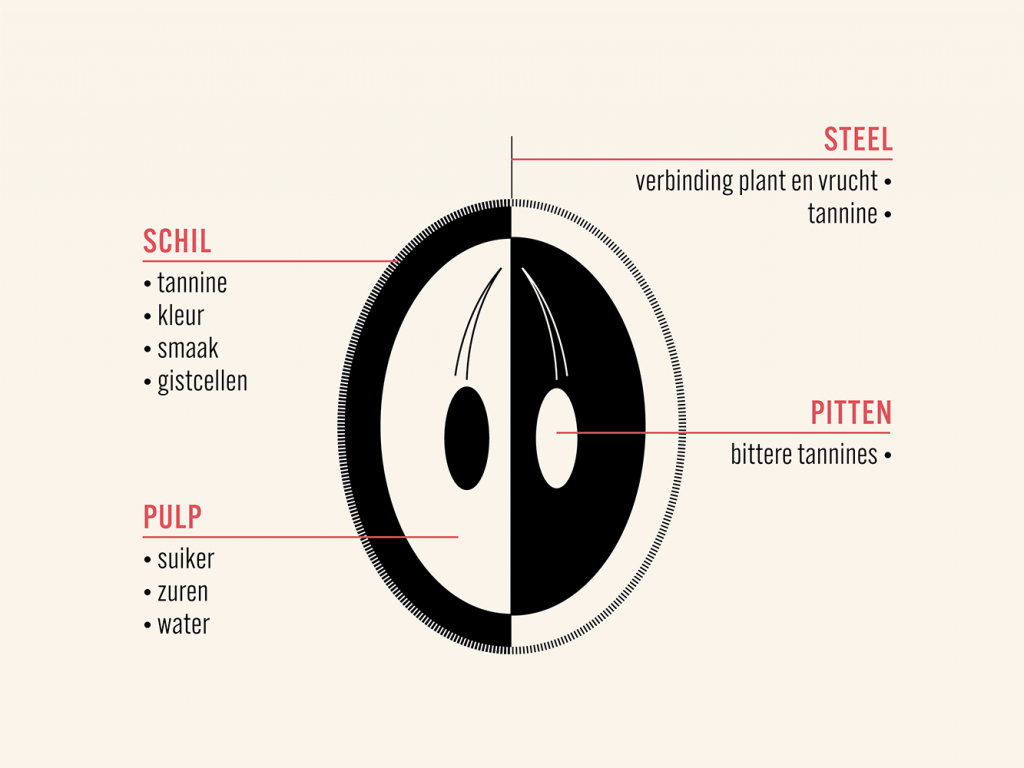 STEEL
verbinding plant en vrucht •
tannine •
SCHIL
• tannine
• kleur
• smaak
• gistcellen
PITTEN
bittere tannines •
PULP
• suiker
• zuren
• water